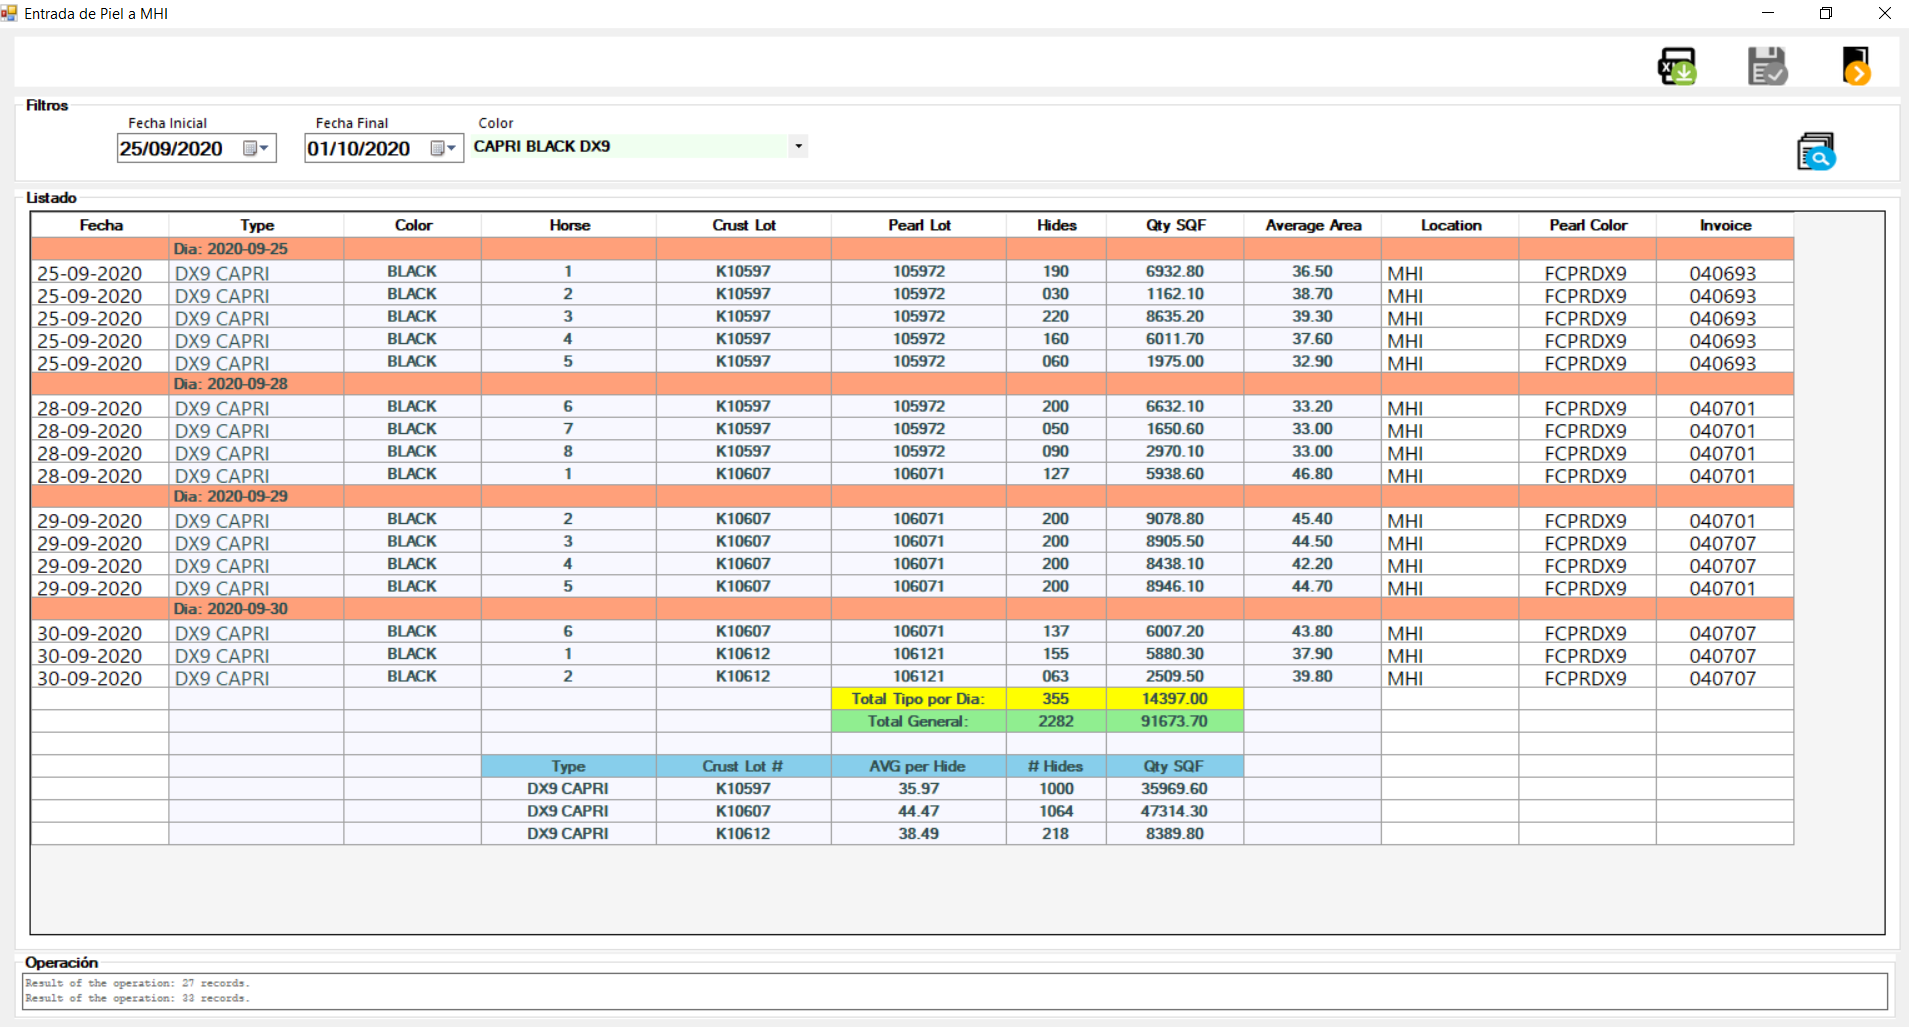 Entrada de Piel a MHI
Filtros
Fecha Inicial Fecha Final Color
25/09/2020 01/10/2020 CAPRI BLACK DX9
Listado
Fecha Type Color Horse Crust Lot Pearl Lot Hides Qty SQF Average Area Location Pearl Color Invoice
Dia: 2020-09-25
25-09-2020 DX9 CAPRI BLACK 1 K10597 105972 190 6932.80 36.50 MHI FCPRDX9 040693
25-09-2020 DX9 CAPRI BLACK 2 K10597 105972 030 1162.10 38.70 MHI FCPRDX9 040693
25-09-2020 DX9 CAPRI BLACK 3 K10597 105972 220 8635.20 39.30 MHI FCPRDX9 040693
25-09-2020 DX9 CAPRI BLACK 4 K10597 105972 160 6011.70 37.60 MHI FCPRDX9 040693
25-09-2020 DX9 CAPRI BLACK 5 K10597 105972 060 1975.00 32.90 MHI FCPRDX9 040693
Dia: 2020-09-28
28-09-2020 DX9 CAPRI BLACK 6 K10597 105972 200 6632.10 33.20 MHI FCPRDX9 040701
28-09-2020 DX9 CAPRI BLACK 7 K10597 105972 050 1650.60 33.00 MHI FCPRDX9 040701
28-09-2020 DX9 CAPRI BLACK 8 K10597 105972 090 2970.10 33.00 MHI FCPRDX9 040701
28-09-2020 DX9 CAPRI BLACK 1 K10607 106071 127 5938.60 46.80 MHI FCPRDX9 040701
Dia: 2020-09-29
29-09-2020 DX9 CAPRI BLACK 2 K10607 106071 200 9078.80 45.40 MHI FCPRDX9 040701
29-09-2020 DX9 CAPRI BLACK 3 K10607 106071 200 8905.50 44.50 MHI FCPRDX9 040707
29-09-2020 DX9 CAPRI BLACK 4 K10607 106071 200 8438.10 42.20 MHI FCPRDX9 040707
29-09-2020 DX9 CAPRI BLACK 5 K10607 106071 200 8946.10 44.70 MHI FCPRDX9 040701
Dia: 2020-09-30
30-09-2020 DX9 CAPRI BLACK 6 K10607 106071 137 6007.20 43.80 MHI FCPRDX9 040707
30-09-2020 DX9 CAPRI BLACK 1 K10612 106121 155 5880.30 37.90 MHI FCPRDX9 040707
30-09-2020 DX9 CAPRI BLACK 2 K10612 106121 063 2509.50 39.80 MHI FCPRDX9 040707
Total Tipo por Dia: 355 14397.00
Total General: 2282 91673.70
Type Crust Lot # AVG per Hide # Hides Qty SQF
DX9 CAPRI K10597 35.97 1000 35969.60
DX9 CAPRI K10607 44.47 1064 47314.30
DX9 CAPRI K10612 38.49 218 8389.80
Operación
Result of the operation: 27 records.
Result of the operation: 33 records.